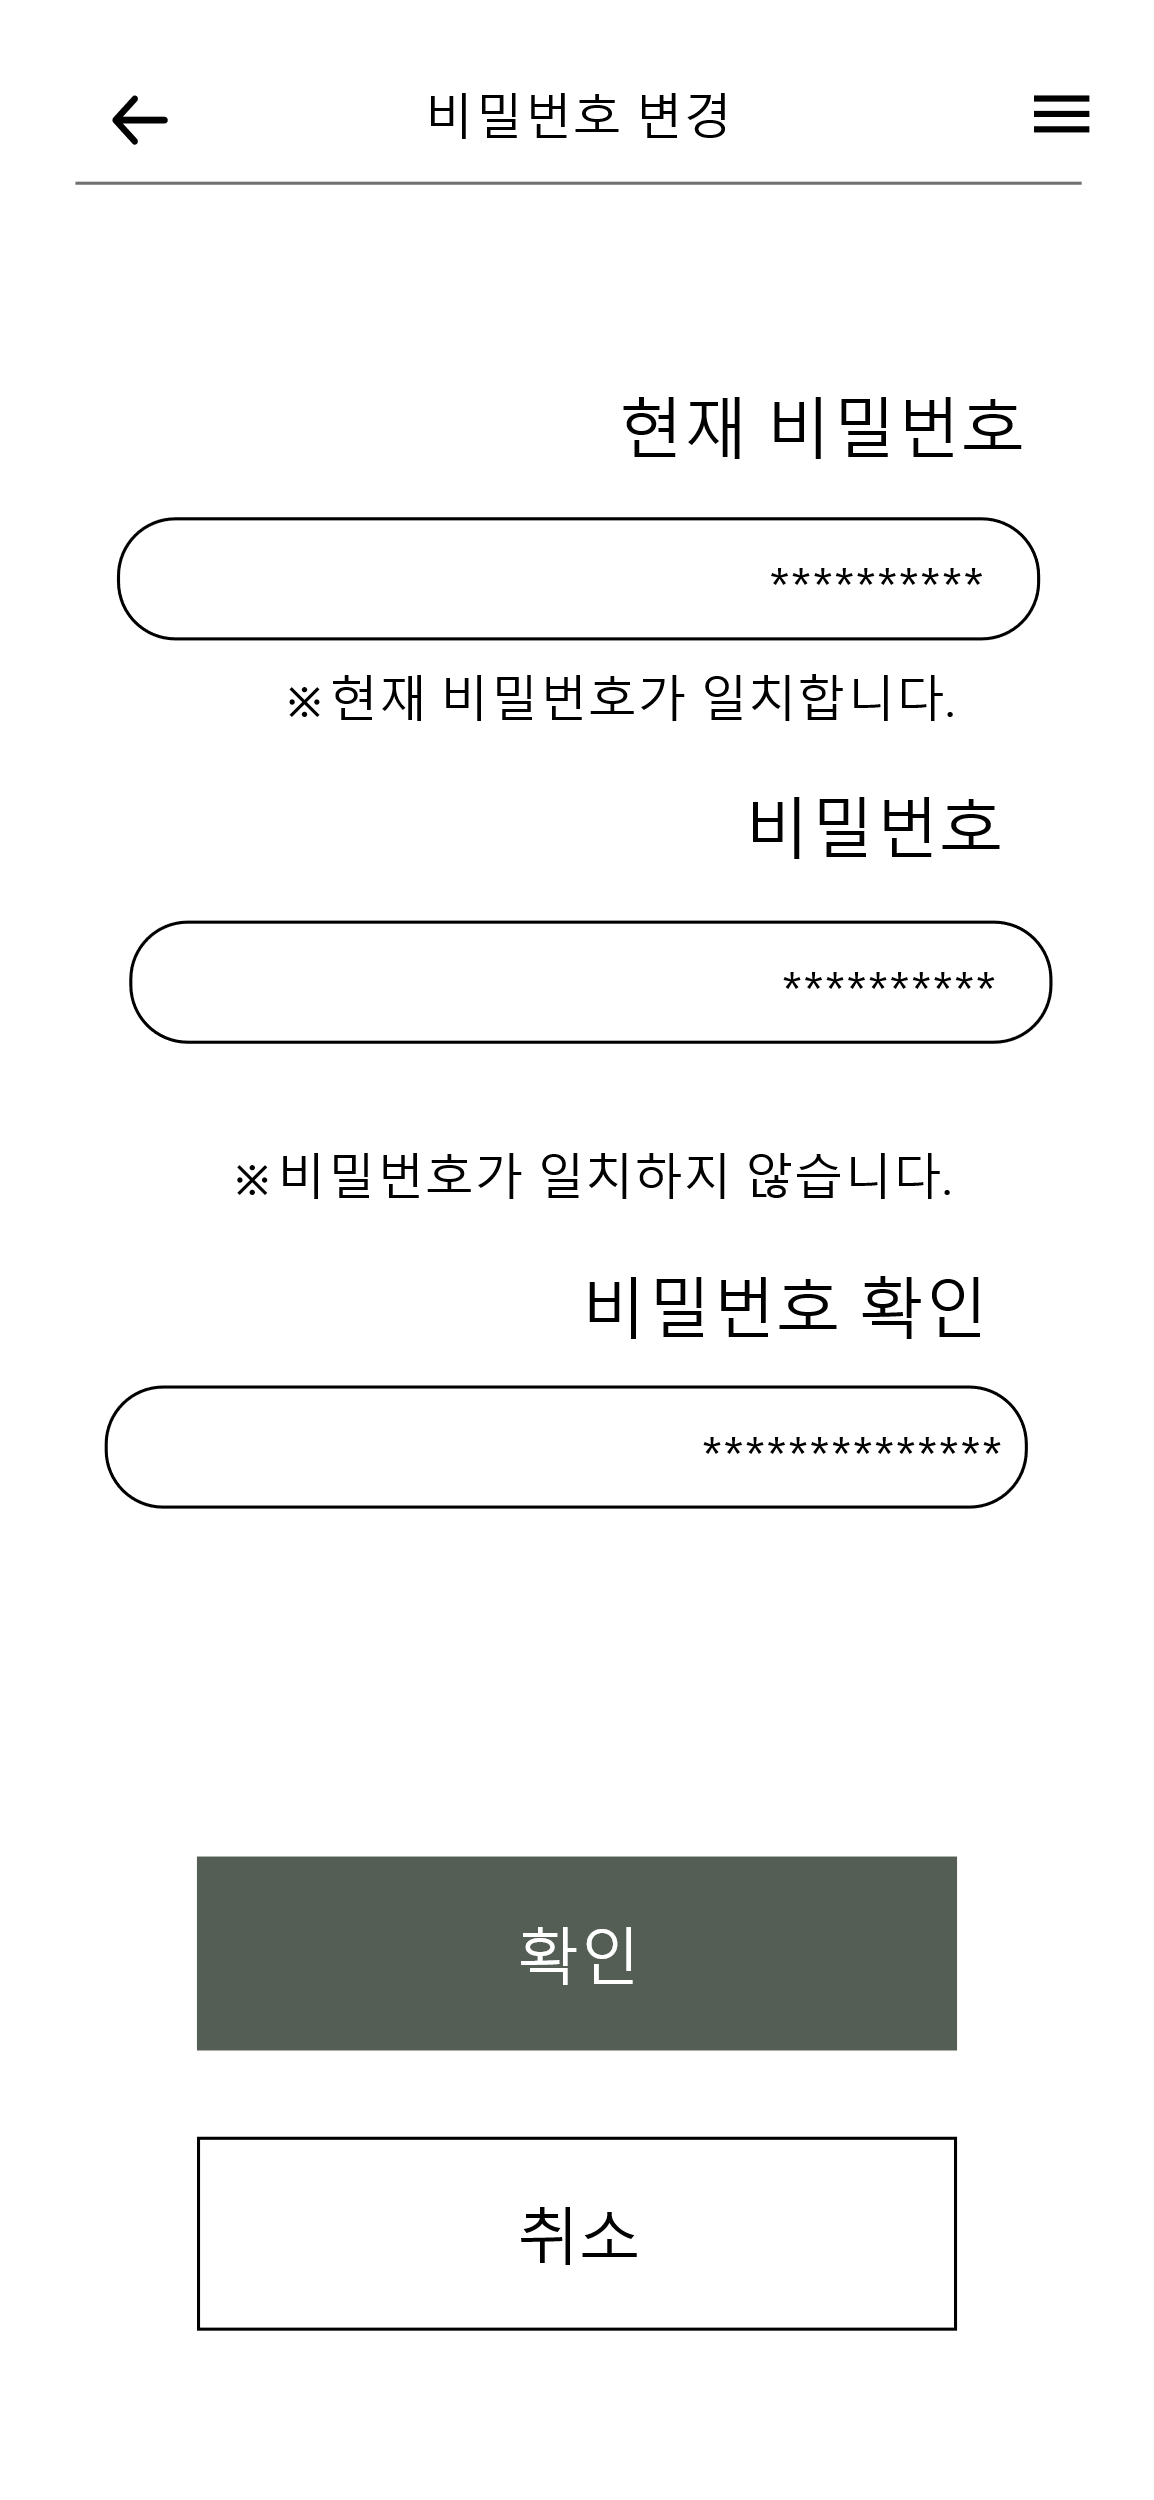 비밀번호 변경
현재 비밀번호
**********
※현재 비밀번호가 일치합니다.
비밀번호
**********
※비밀번호가 일치하지 않습니다.
비밀번호 확인
**************
확인
취소